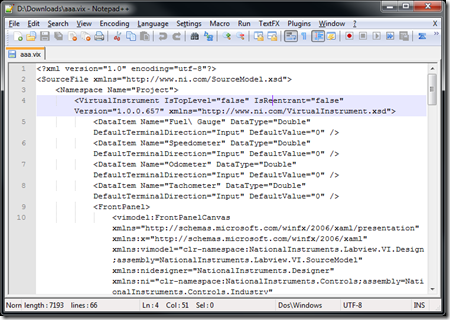 D:\Downloads\aaa.vix - Notepad++
File Edit Search View Encoding Language Settings Macro Run TextFX Plugins Window ? X
aaa.vix
1 <?xml version="1.0" encoding="utf-8"?>
2 <SourceFile xmlns="http://www.ni.com/SourceModel.xsd">
3 <Namespace Name="Project">
4 <VirtualInstrument IsTopLevel="false" IsReentrant="false"
Version="1.0.0.657" xmlns="http://www.ni.com/VirtualInstrument.xsd">
5 <DataItem Name="Fuel\ Gauge" DataType="Double"
DefaultTerminalDirection="Input" DefaultValue="0" />
6 <DataItem Name="Speedometer" DataType="Double"
DefaultTerminalDirection="Input" DefaultValue="0" />
7 <DataItem Name="Odometer" DataType="Double"
DefaultTerminalDirection="Input" DefaultValue="0" />
8 <DataItem Name="Tachometer" DataType="Double"
DefaultTerminalDirection="Input" DefaultValue="0" />
9 <FrontPanel>
10 <vimodel:FrontPanelCanvas
xmlns="http://schemas.microsoft.com/winfx/2006/xaml/presentation"
xmlns:x="http://schemas.microsoft.com/winfx/2006/xaml"
xmlns:vimodel="clr-namespace:NationalInstruments.Labview.VI.Design
;assembly=NationalInstruments.Labview.VI.SourceModel"
xmlns:nidesigner="NationalInstruments.Designer"
xmlns:ni="clr-namespace:NationalInstruments.Controls;assembly=Nati
onalInstruments.Controls.Industry"
Norn length : 7193 lines : 66 Ln : 4 Col : 51 Sel : 0 Dos\Windows UTF-8 INS